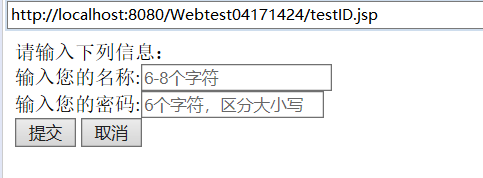 http://localhost:8080/Webtest04171424/testID.jsp
请输入下列信息：
输入您的名称:6-8个字符
输入您的密码:6个字符，区分大小写
提交 取消